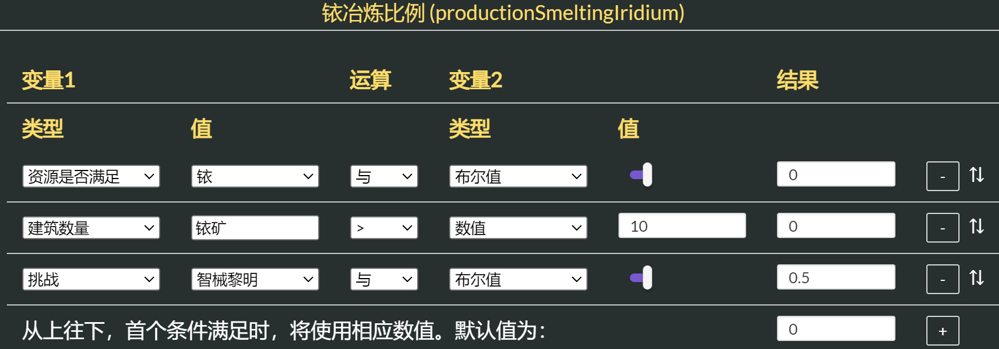 铱冶炼比例 (productionSmeltingIridium)
变量1 运算 变量2 结果
类型 值 类型 值
资源是否满足 铱 与 布尔值 0 -
建筑数量 铱矿 > 数值 10 0 -
挑战 智械黎明 与 布尔值 0.5 -
从上往下，首个条件满足时，将使用相应数值。默认值为： 0 +